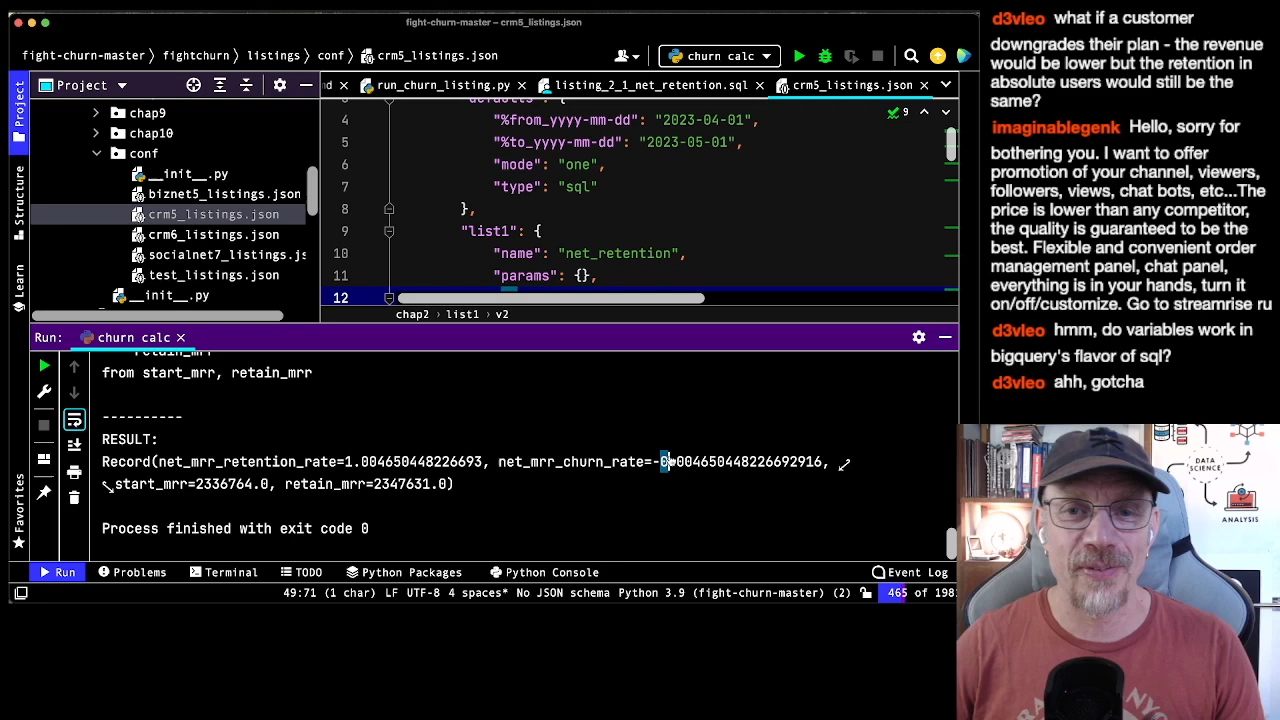 fight-churn-master – crm5_listings.json
fight-churn-master
fightchurn
listings
conf
crm5_listings.json
churn calc
Project
nd
run_churn_listing.py
listing_2_1_net_retention.sql
crm5_listings.json
Project
Structure
Learn
Favorites
chap9
chap10
conf
__init__.py
biznet5_listings.json
crm5_listings.json
crm6_listings.json
socialnet7_listings.js
test_listings.json
__init__.py
9
4 "%from_yyyy-mm-dd": "2023-04-01",
5 "%to_yyyy-mm-dd": "2023-05-01",
6 "mode": "one",
7 "type": "sql"
8 },
9 "list1": {
10 "name": "net_retention",
11 "params": {},
12
chap2 › list1 › v2
Run: churn calc
retain_mrr
from start_mrr, retain_mrr
----------
RESULT:
Record(net_mrr_retention_rate=1.004650448226693, net_mrr_churn_rate=-0.004650448226692916,
start_mrr=2336764.0, retain_mrr=2347631.0)
Process finished with exit code 0
Run
Problems
Terminal
TODO
Python Packages
Python Console
Event Log
49:71 (1 char) LF UTF-8 4 spaces* No JSON schema Python 3.9 (fight-churn-master) (2) 465 of 1981
d3vleo what if a customer
downgrades their plan - the revenue
would be lower but the retention in
absolute users would still be the
same?
imaginablegenk Hello, sorry for
bothering you. I want to offer
promotion of your channel, viewers,
followers, views, chat bots, etc...The
price is lower than any competitor,
the quality is guaranteed to be the
best. Flexible and convenient order
management panel, chat panel,
everything is in your hands, turn it
on/off/customize. Go to streamrise ru
d3vleo hmm, do variables work in
bigquery's flavor of sql?
d3vleo ahh, gotcha
DATA
SCIENCE
ANALYSIS